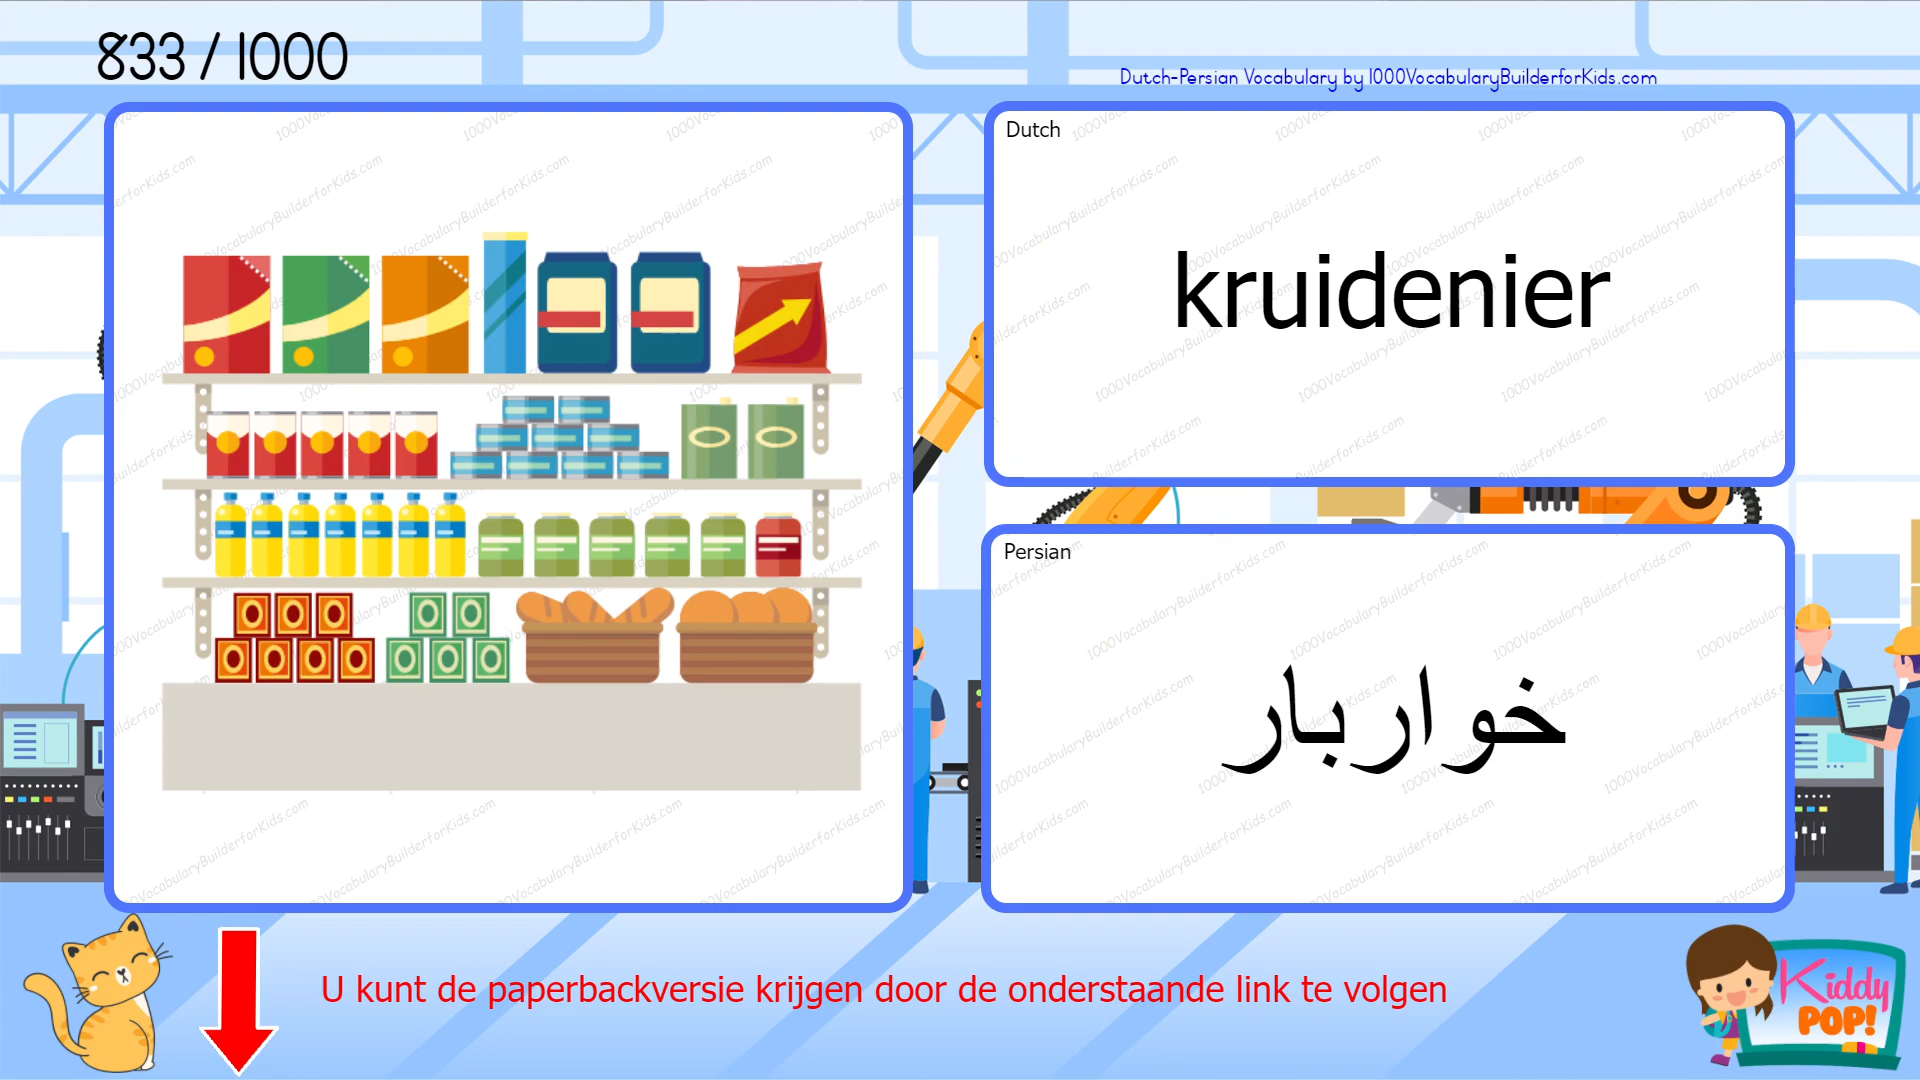 833 / 1000
Dutch-Persian Vocabulary by 1000VocabularyBuilderforKids.com
Dutch
kruidenier
Persian
خواربار
U kunt de paperbackversie krijgen door de onderstaande link te volgen
Kiddy
POP!